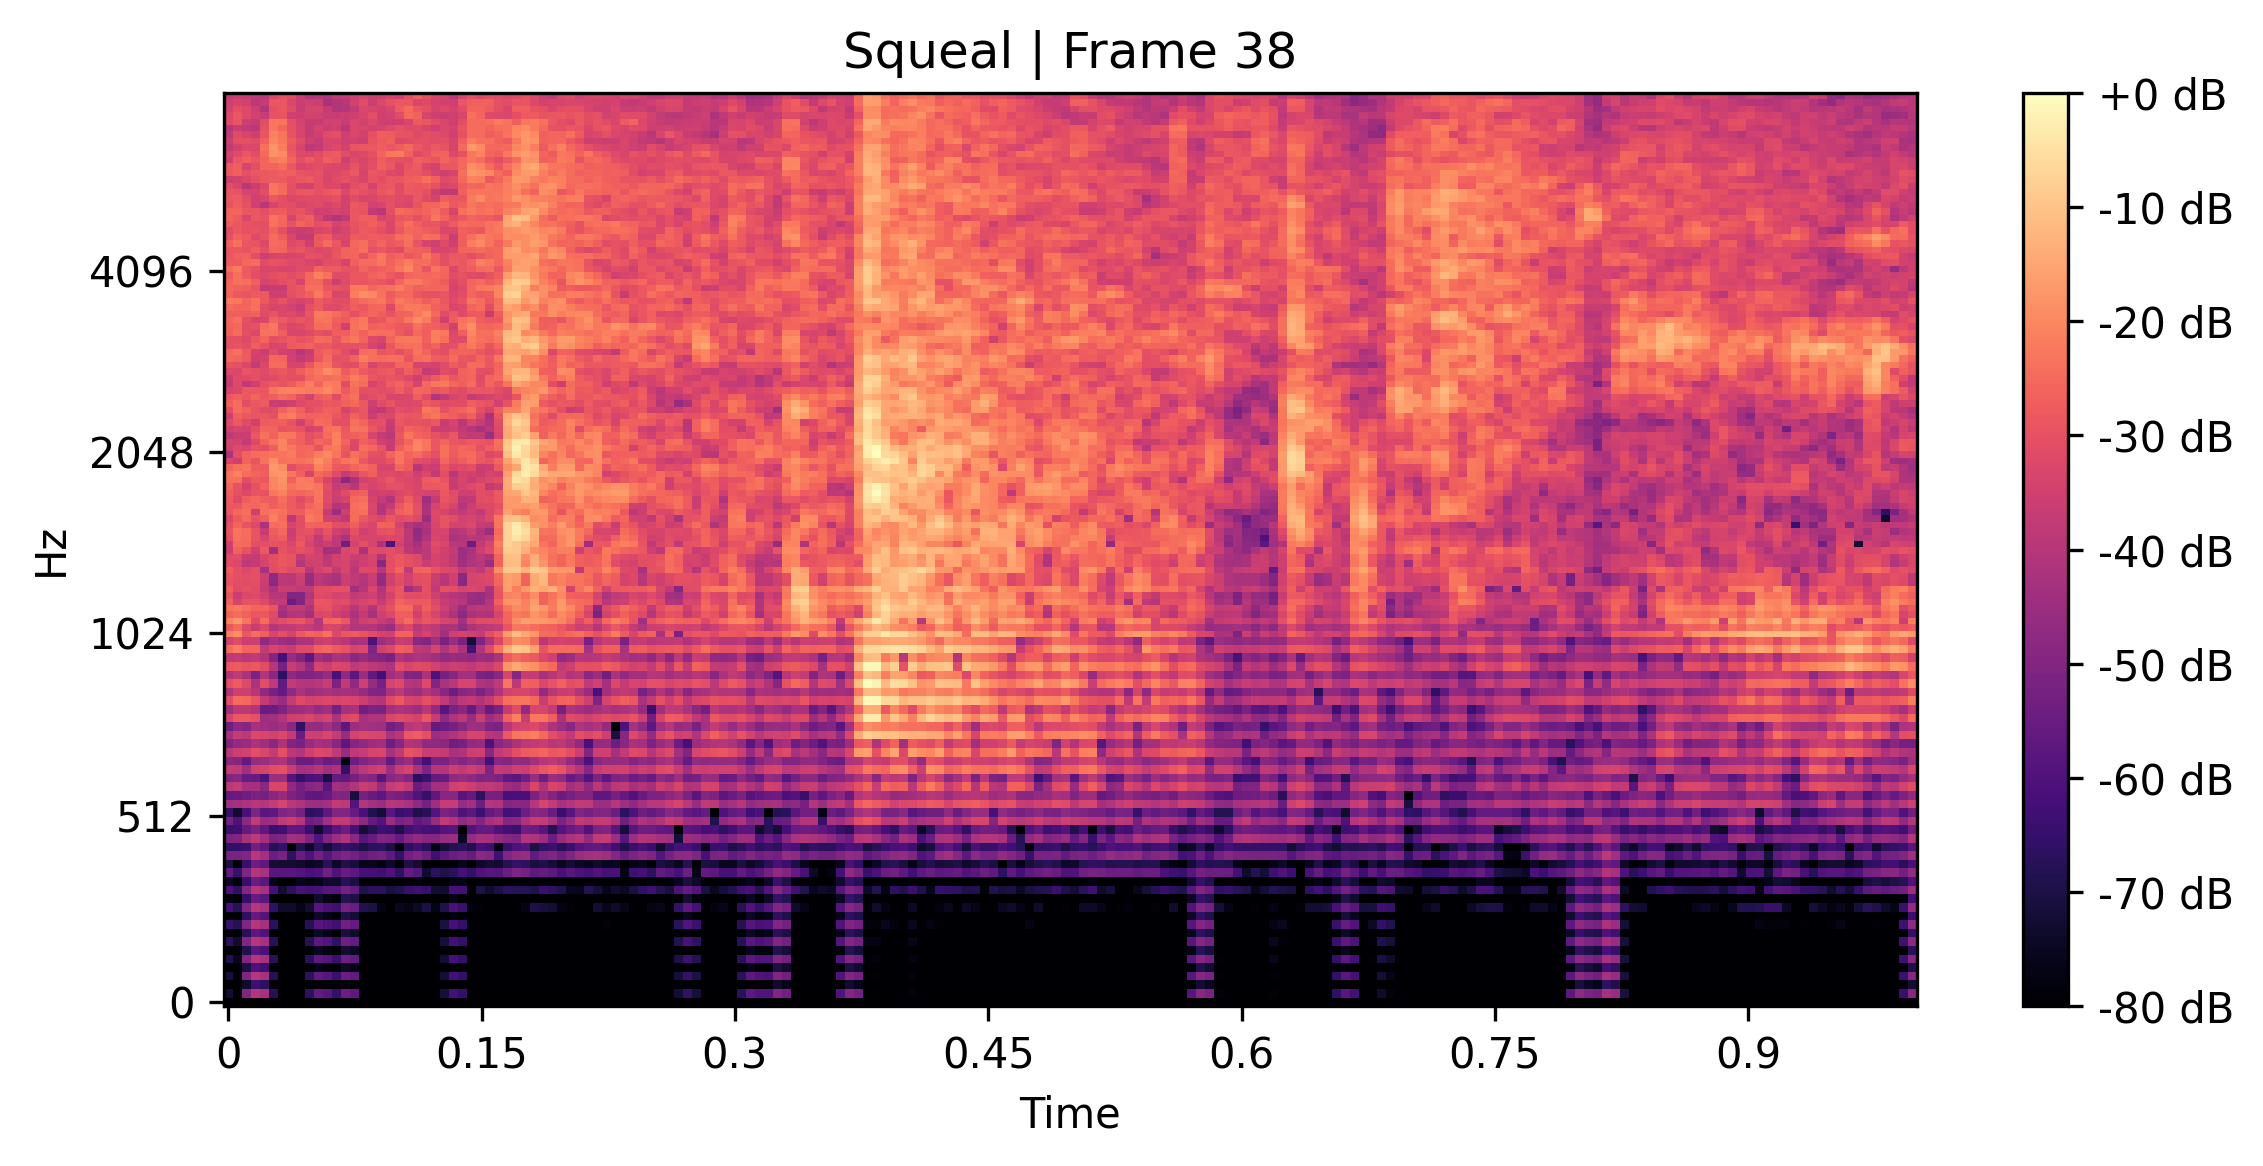 Squeal | Frame 38
Hz
4096
2048
1024
512
0
0 0.15 0.3 0.45 0.6 0.75 0.9
Time
+0 dB
-10 dB
-20 dB
-30 dB
-40 dB
-50 dB
-60 dB
-70 dB
-80 dB